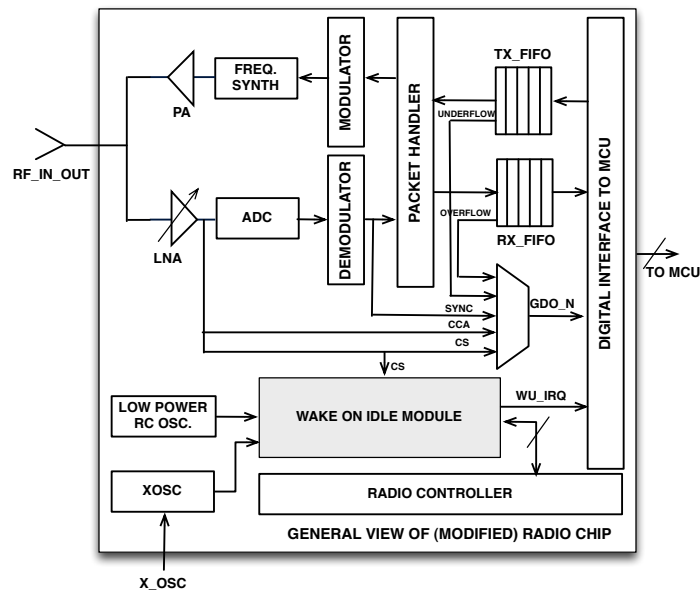 TX_FIFO
FREQ.
SYNTH
MODULATOR
PACKET HANDLER
DIGITAL INTERFACE TO MCU
PA
UNDERFLOW
RF_IN_OUT
ADC
DEMODULATOR
OVERFLOW
RX_FIFO
LNA
TO MCU
GDO_N
SYNC
CCA
CS
CS
LOW POWER
RC OSC.
WAKE ON IDLE MODULE
WU_IRQ
XOSC
RADIO CONTROLLER
GENERAL VIEW OF (MODIFIED) RADIO CHIP
X_OSC